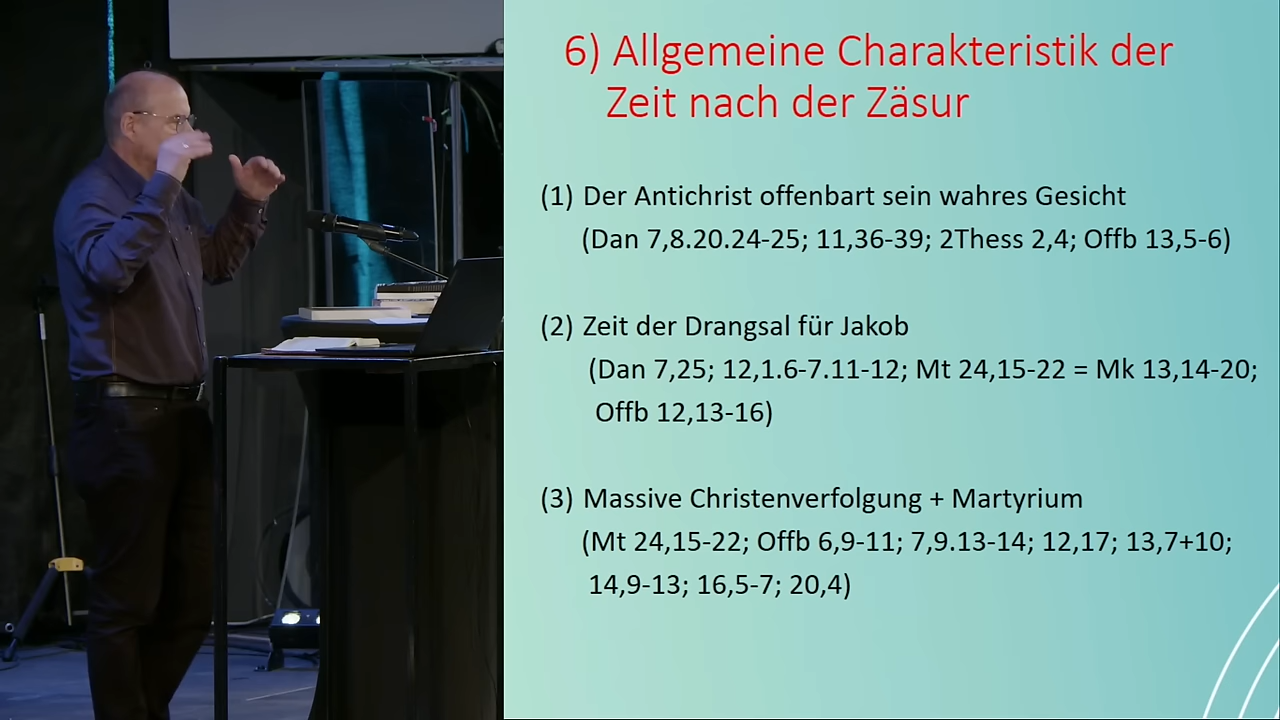 6) Allgemeine Charakteristik der
Zeit nach der Zäsur
(1) Der Antichrist offenbart sein wahres Gesicht
(Dan 7,8.20.24-25; 11,36-39; 2Thess 2,4; Offb 13,5-6)
(2) Zeit der Drangsal für Jakob
(Dan 7,25; 12,1.6-7.11-12; Mt 24,15-22 = Mk 13,14-20;
Offb 12,13-16)
(3) Massive Christenverfolgung + Martyrium
(Mt 24,15-22; Offb 6,9-11; 7,9.13-14; 12,17; 13,7+10;
14,9-13; 16,5-7; 20,4)